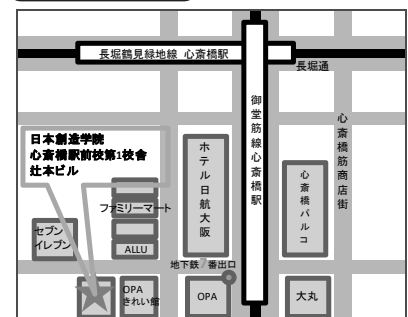 長堀鶴見緑地線 心斎橋駅
長堀通
御堂筋線心斎橋駅
心斎橋筋商店街
日本創造学院
心斎橋駅前校第1校舎
辻本ビル
ホテル日航大阪
心斎橋パルコ
ファミリーマート
セブン
イレブン
ALLU
地下鉄7番出口
OPA
きれい館
OPA
大丸